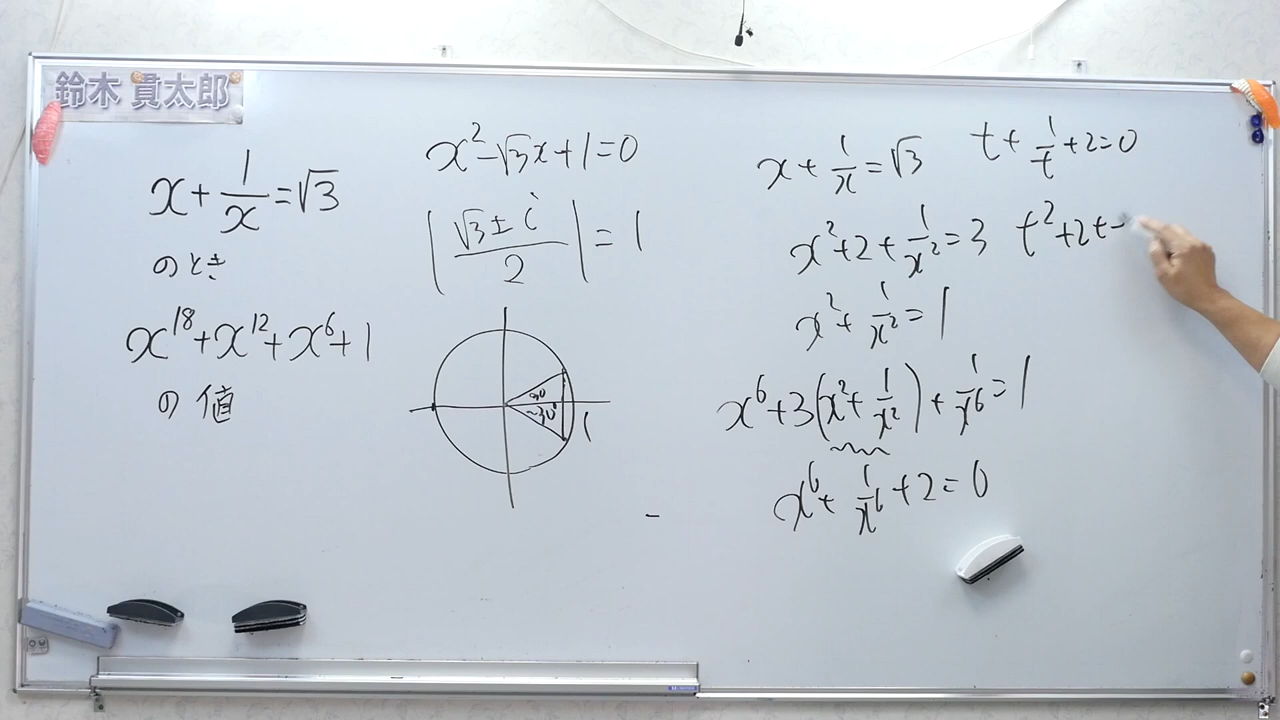 鈴木 貫太郎
x + 1/x = √3
のとき
x^18 + x^12 + x^6 + 1
の値
x^2 - √3x + 1 = 0
|(√3 ± i)/2| = 1
30°
-30°
1
x + 1/x = √3
x^2 + 2 + 1/x^2 = 3
x^2 + 1/x^2 = 1
x^6 + 3(x^2 + 1/x^2) + 1/x^6 = 1
x^6 + 1/x^6 + 2 = 0
t + 1/t + 2 = 0
t^2 + 2t